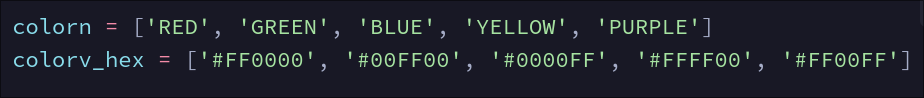 colorn = ['RED', 'GREEN', 'BLUE', 'YELLOW', 'PURPLE']
colorv_hex = ['#FF0000', '#00FF00', '#0000FF', '#FFFF00', '#FF00FF']